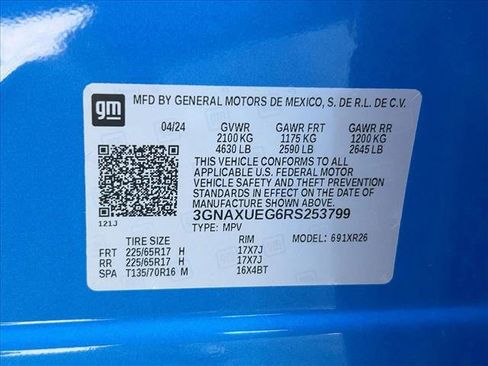 gm
MFD BY GENERAL MOTORS DE MEXICO, S. DE R.L. DE C.V.
04/24 GVWR GAWR FRT GAWR RR
2100 KG 1175 KG 1200 KG
4630 LB 2590 LB 2645 LB
THIS VEHICLE CONFORMS TO ALL
APPLICABLE U.S. FEDERAL MOTOR
VEHICLE SAFETY AND THEFT PREVENTION
STANDARDS IN EFFECT ON THE DATE OF
MANUFACTURE SHOWN ABOVE.
3GNAXUEG6RS253799
121J
TYPE: MPV MODEL: 691XR26
TIRE SIZE RIM
FRT 225/65R17 H 17X7J
RR 225/65R17 H 17X7J
SPA T135/70R16 M 16X4BT